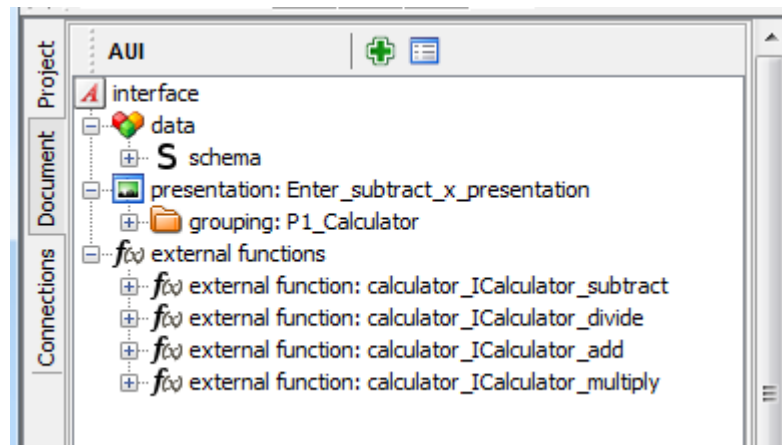 Project
Document
Connections
AUI
A interface
data
S schema
presentation: Enter_subtract_x_presentation
grouping: P1_Calculator
f(x) external functions
f(x) external function: calculator_ICalculator_subtract
f(x) external function: calculator_ICalculator_divide
f(x) external function: calculator_ICalculator_add
f(x) external function: calculator_ICalculator_multiply